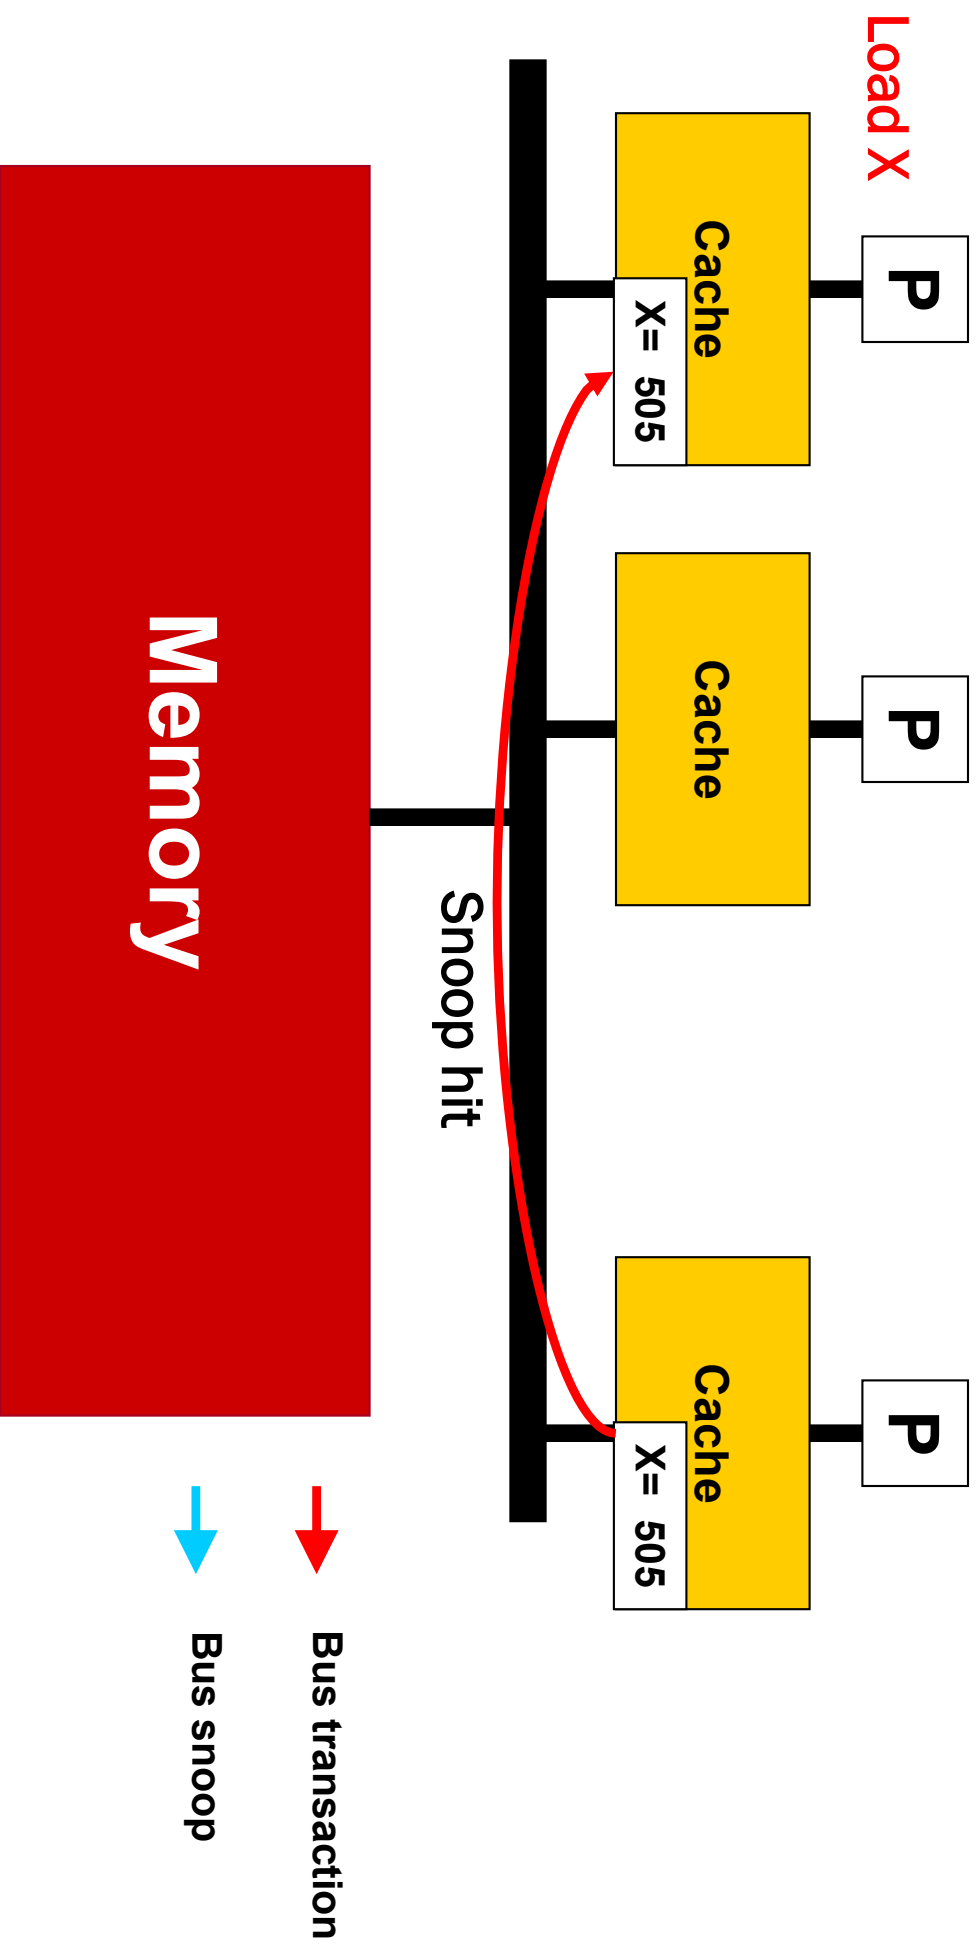 Load X
P
P
P
Cache
Cache
Cache
X= 505
X= 505
Snoop hit
Memory
Bus transaction
Bus snoop